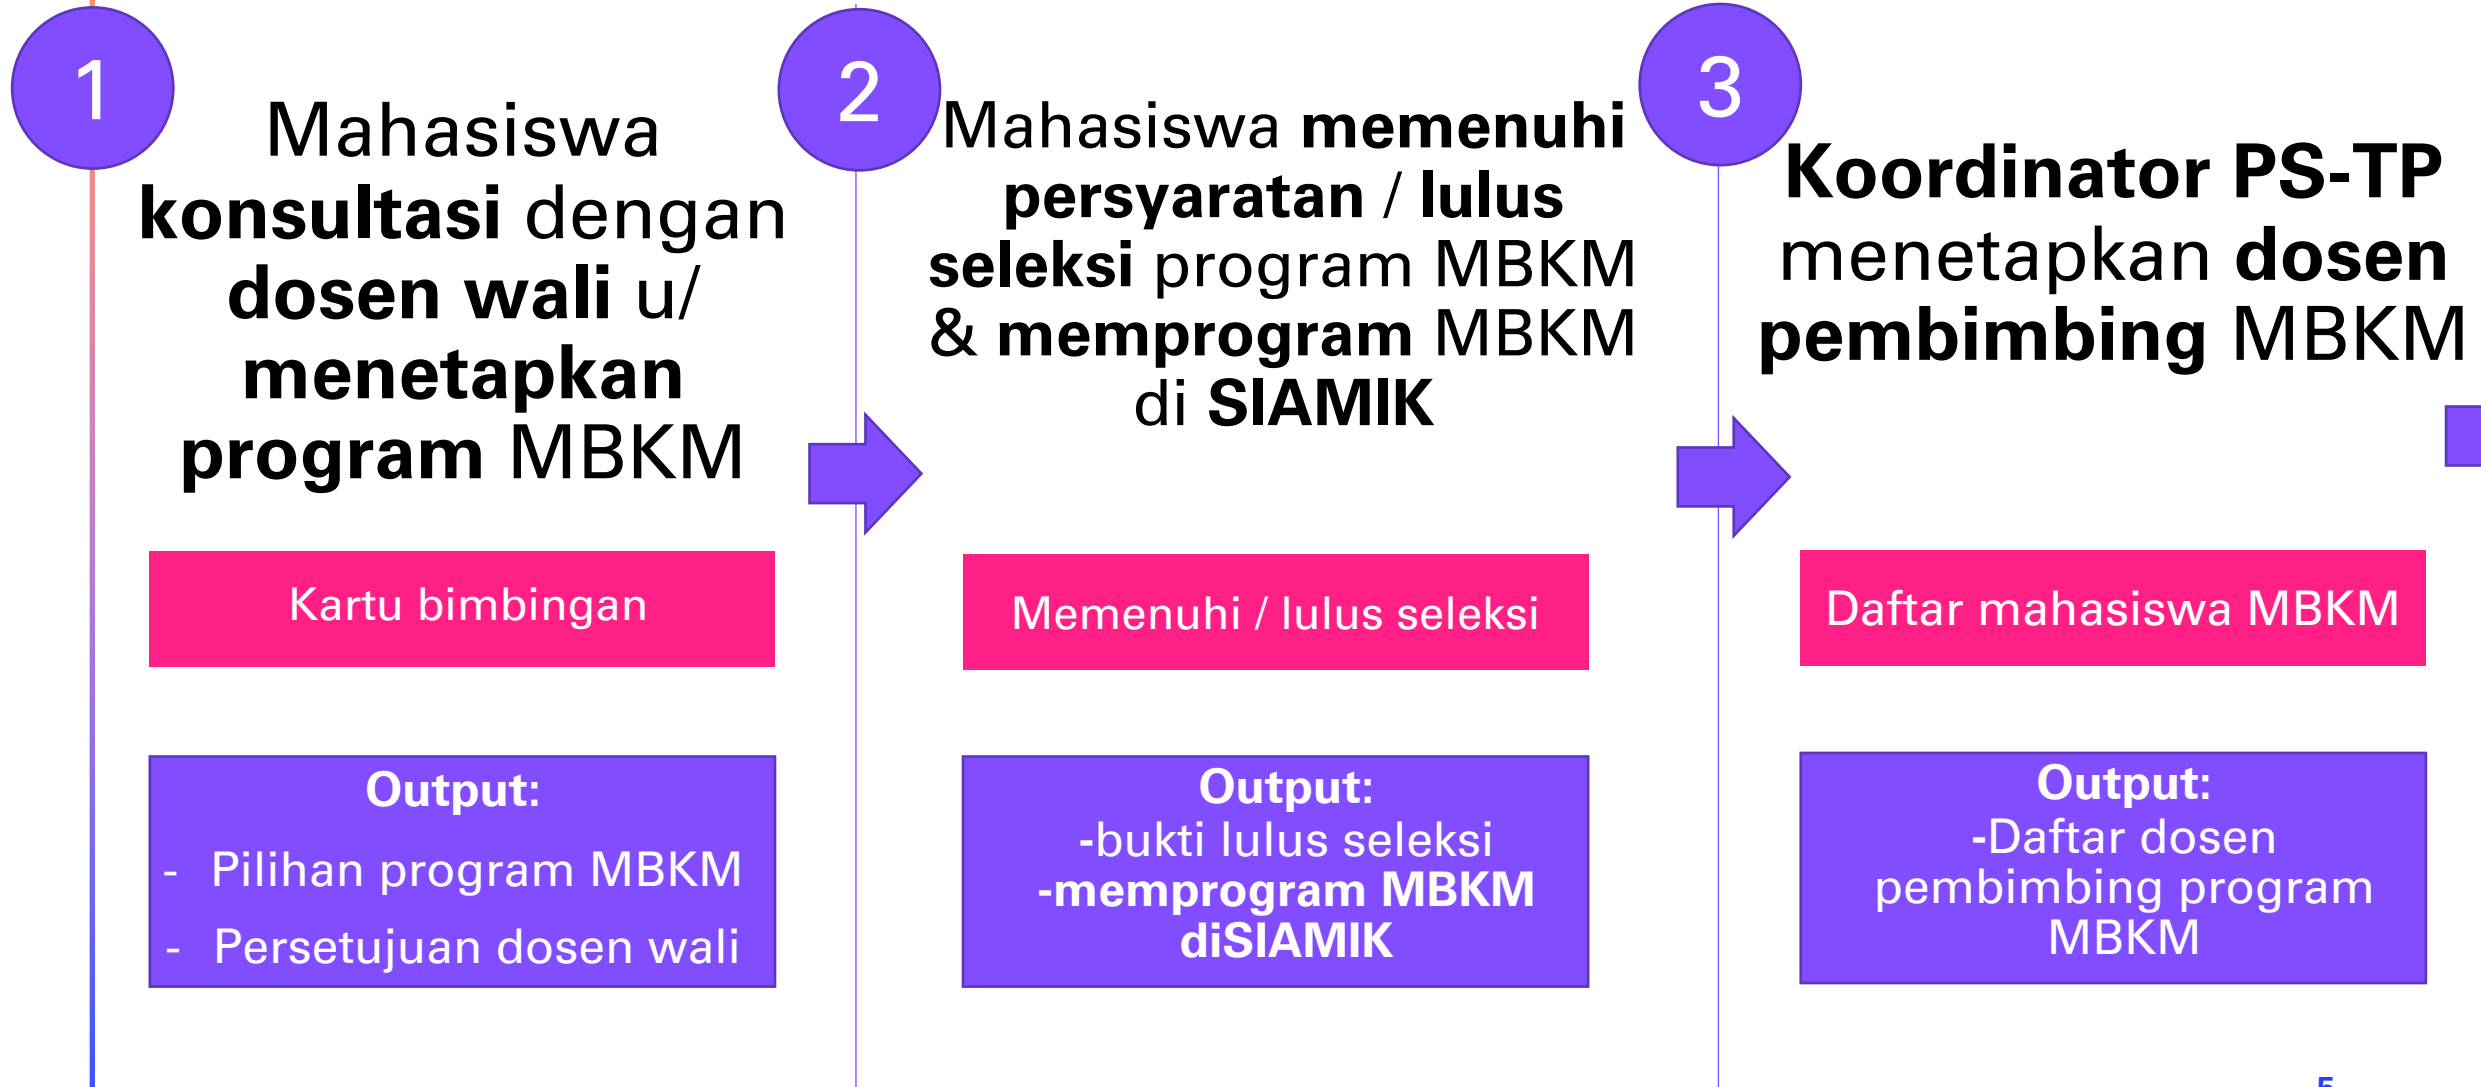 1
Mahasiswa
konsultasi dengan
dosen wali u/
menetapkan
program MBKM
Kartu bimbingan
Output:
- Pilihan program MBKM
- Persetujuan dosen wali
2
Mahasiswa memenuhi
persyaratan / lulus
seleksi program MBKM
& memprogram MBKM
di SIAMIK
Memenuhi / lulus seleksi
Output:
-bukti lulus seleksi
-memprogram MBKM
diSIAMIK
3
Koordinator PS-TP
menetapkan dosen
pembimbing MBKM
Daftar mahasiswa MBKM
Output:
-Daftar dosen
pembimbing program
MBKM